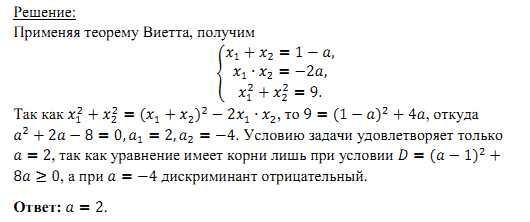 Решение:
Применяя теорему Виетта, получим
x₁ + x₂ = 1 − a,
x₁ · x₂ = −2a,
x₁² + x₂² = 9.
Так как x₁² + x₂² = (x₁ + x₂)² − 2x₁ · x₂, то 9 = (1 − a)² + 4a, откуда
a² + 2a − 8 = 0, a₁ = 2, a₂ = −4. Условию задачи удовлетворяет только
a = 2, так как уравнение имеет корни лишь при условии D = (a − 1)² +
8a ≥ 0, а при a = −4 дискриминант отрицательный.
Ответ: a = 2.